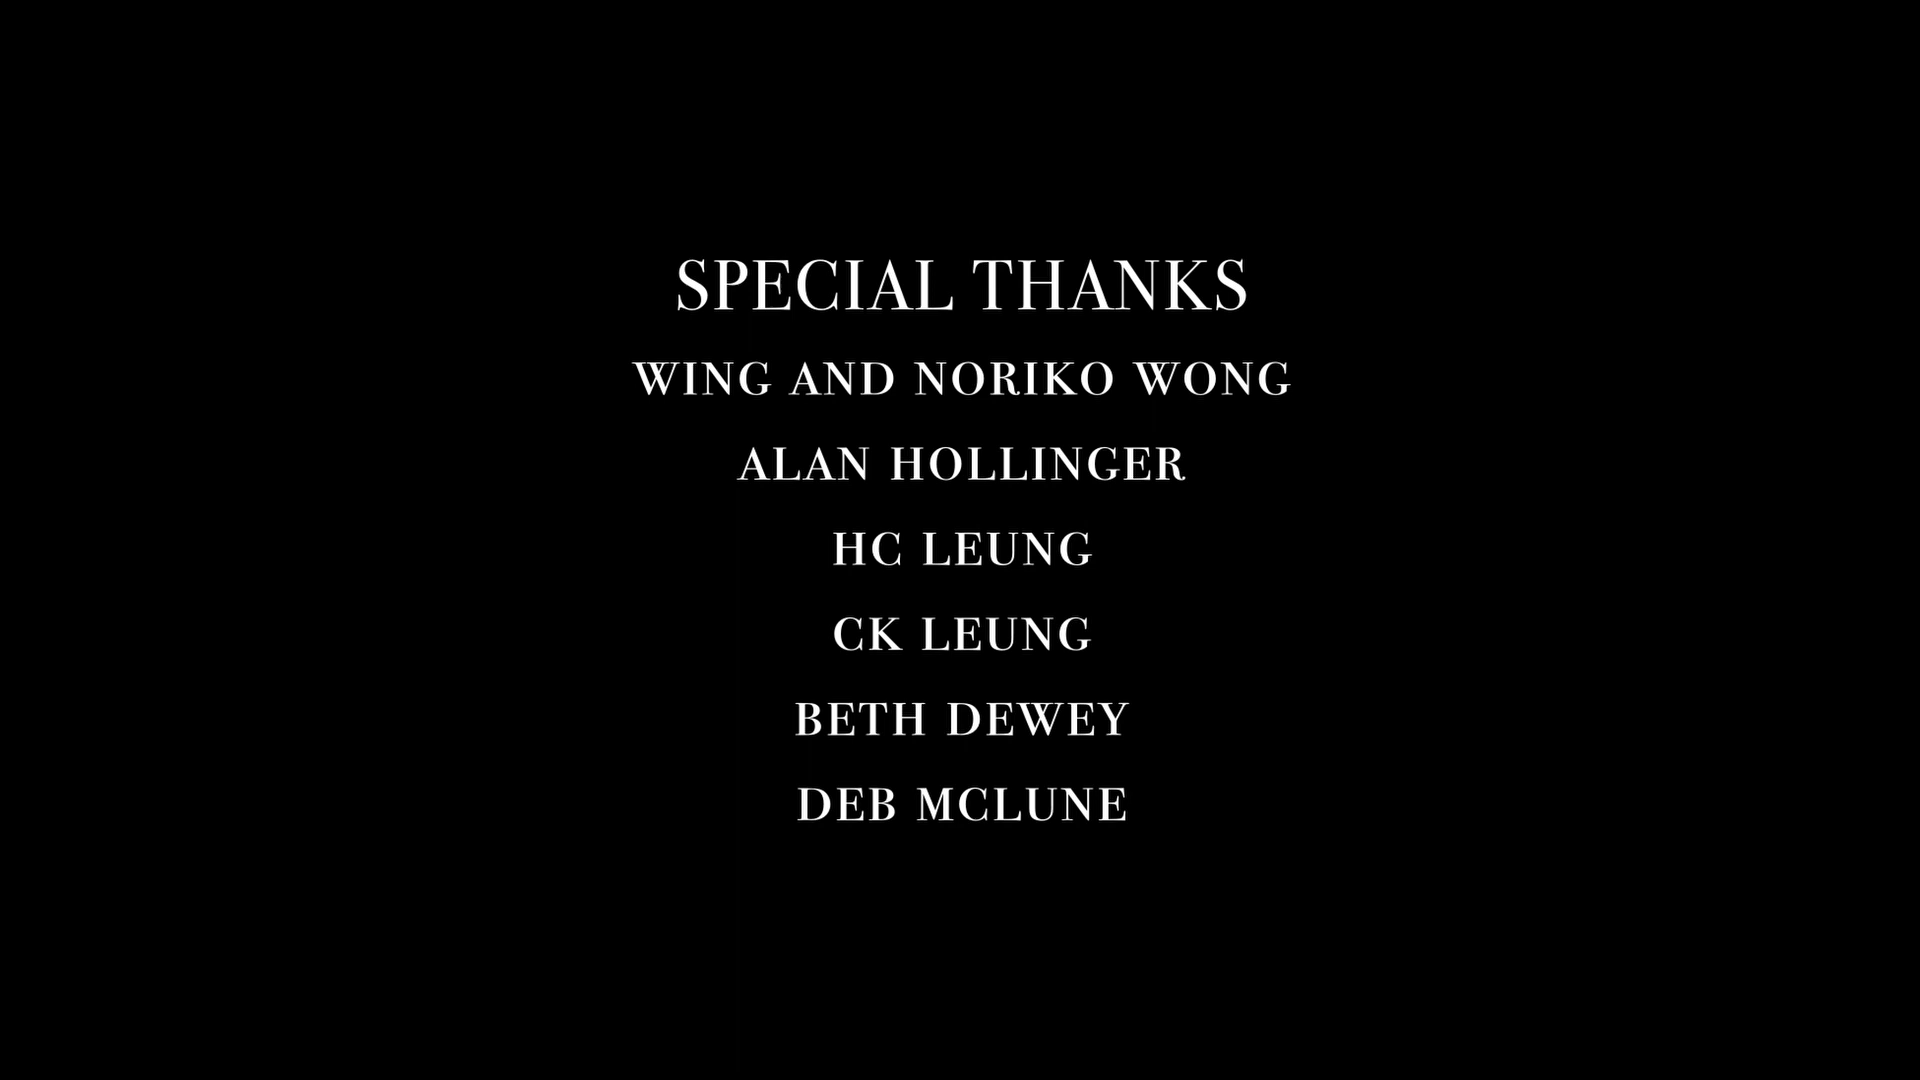 SPECIAL THANKS
WING AND NORIKO WONG
ALAN HOLLINGER
HC LEUNG
CK LEUNG
BETH DEWEY
DEB MCLUNE